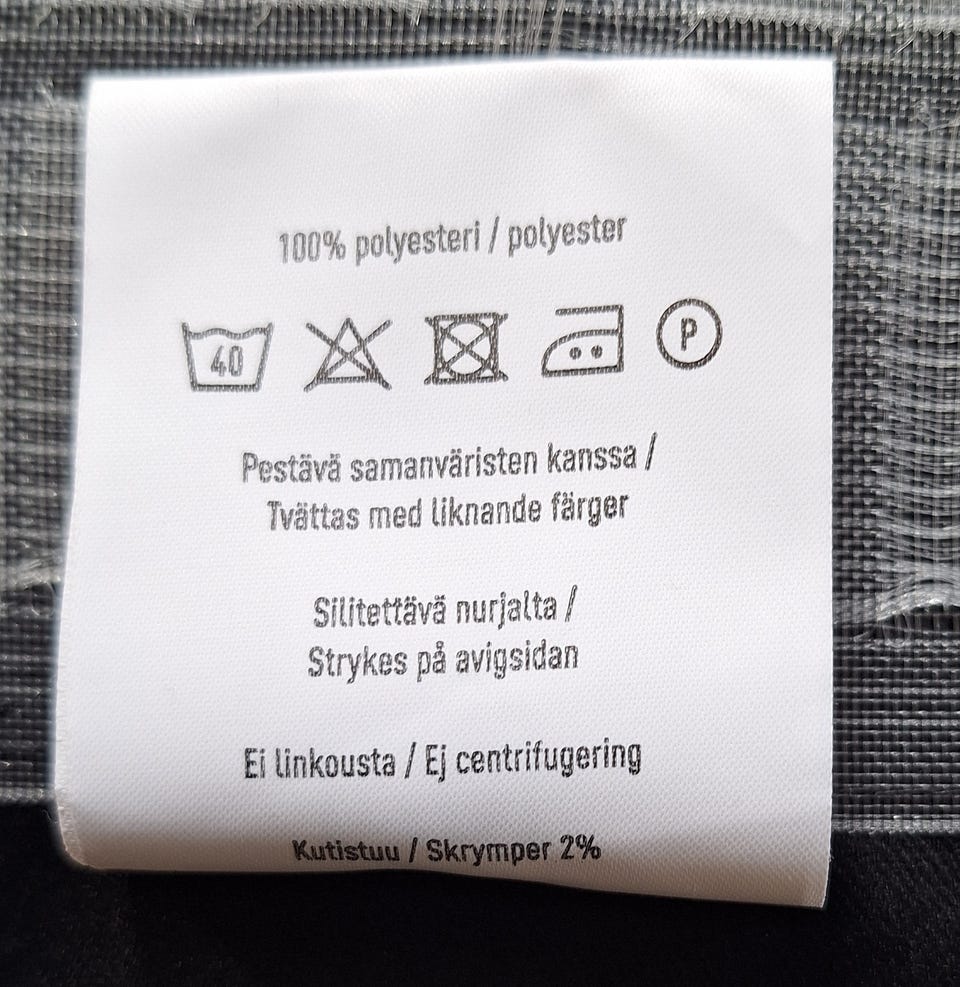 100% polyesteri / polyester
40 P
Pestävä samanväristen kanssa /
Tvättas med liknande färger
Silitettävä nurjalta /
Strykes på avigsidan
Ei linkousta / Ej centrifugering
Kutistuu / Skrymper 2%